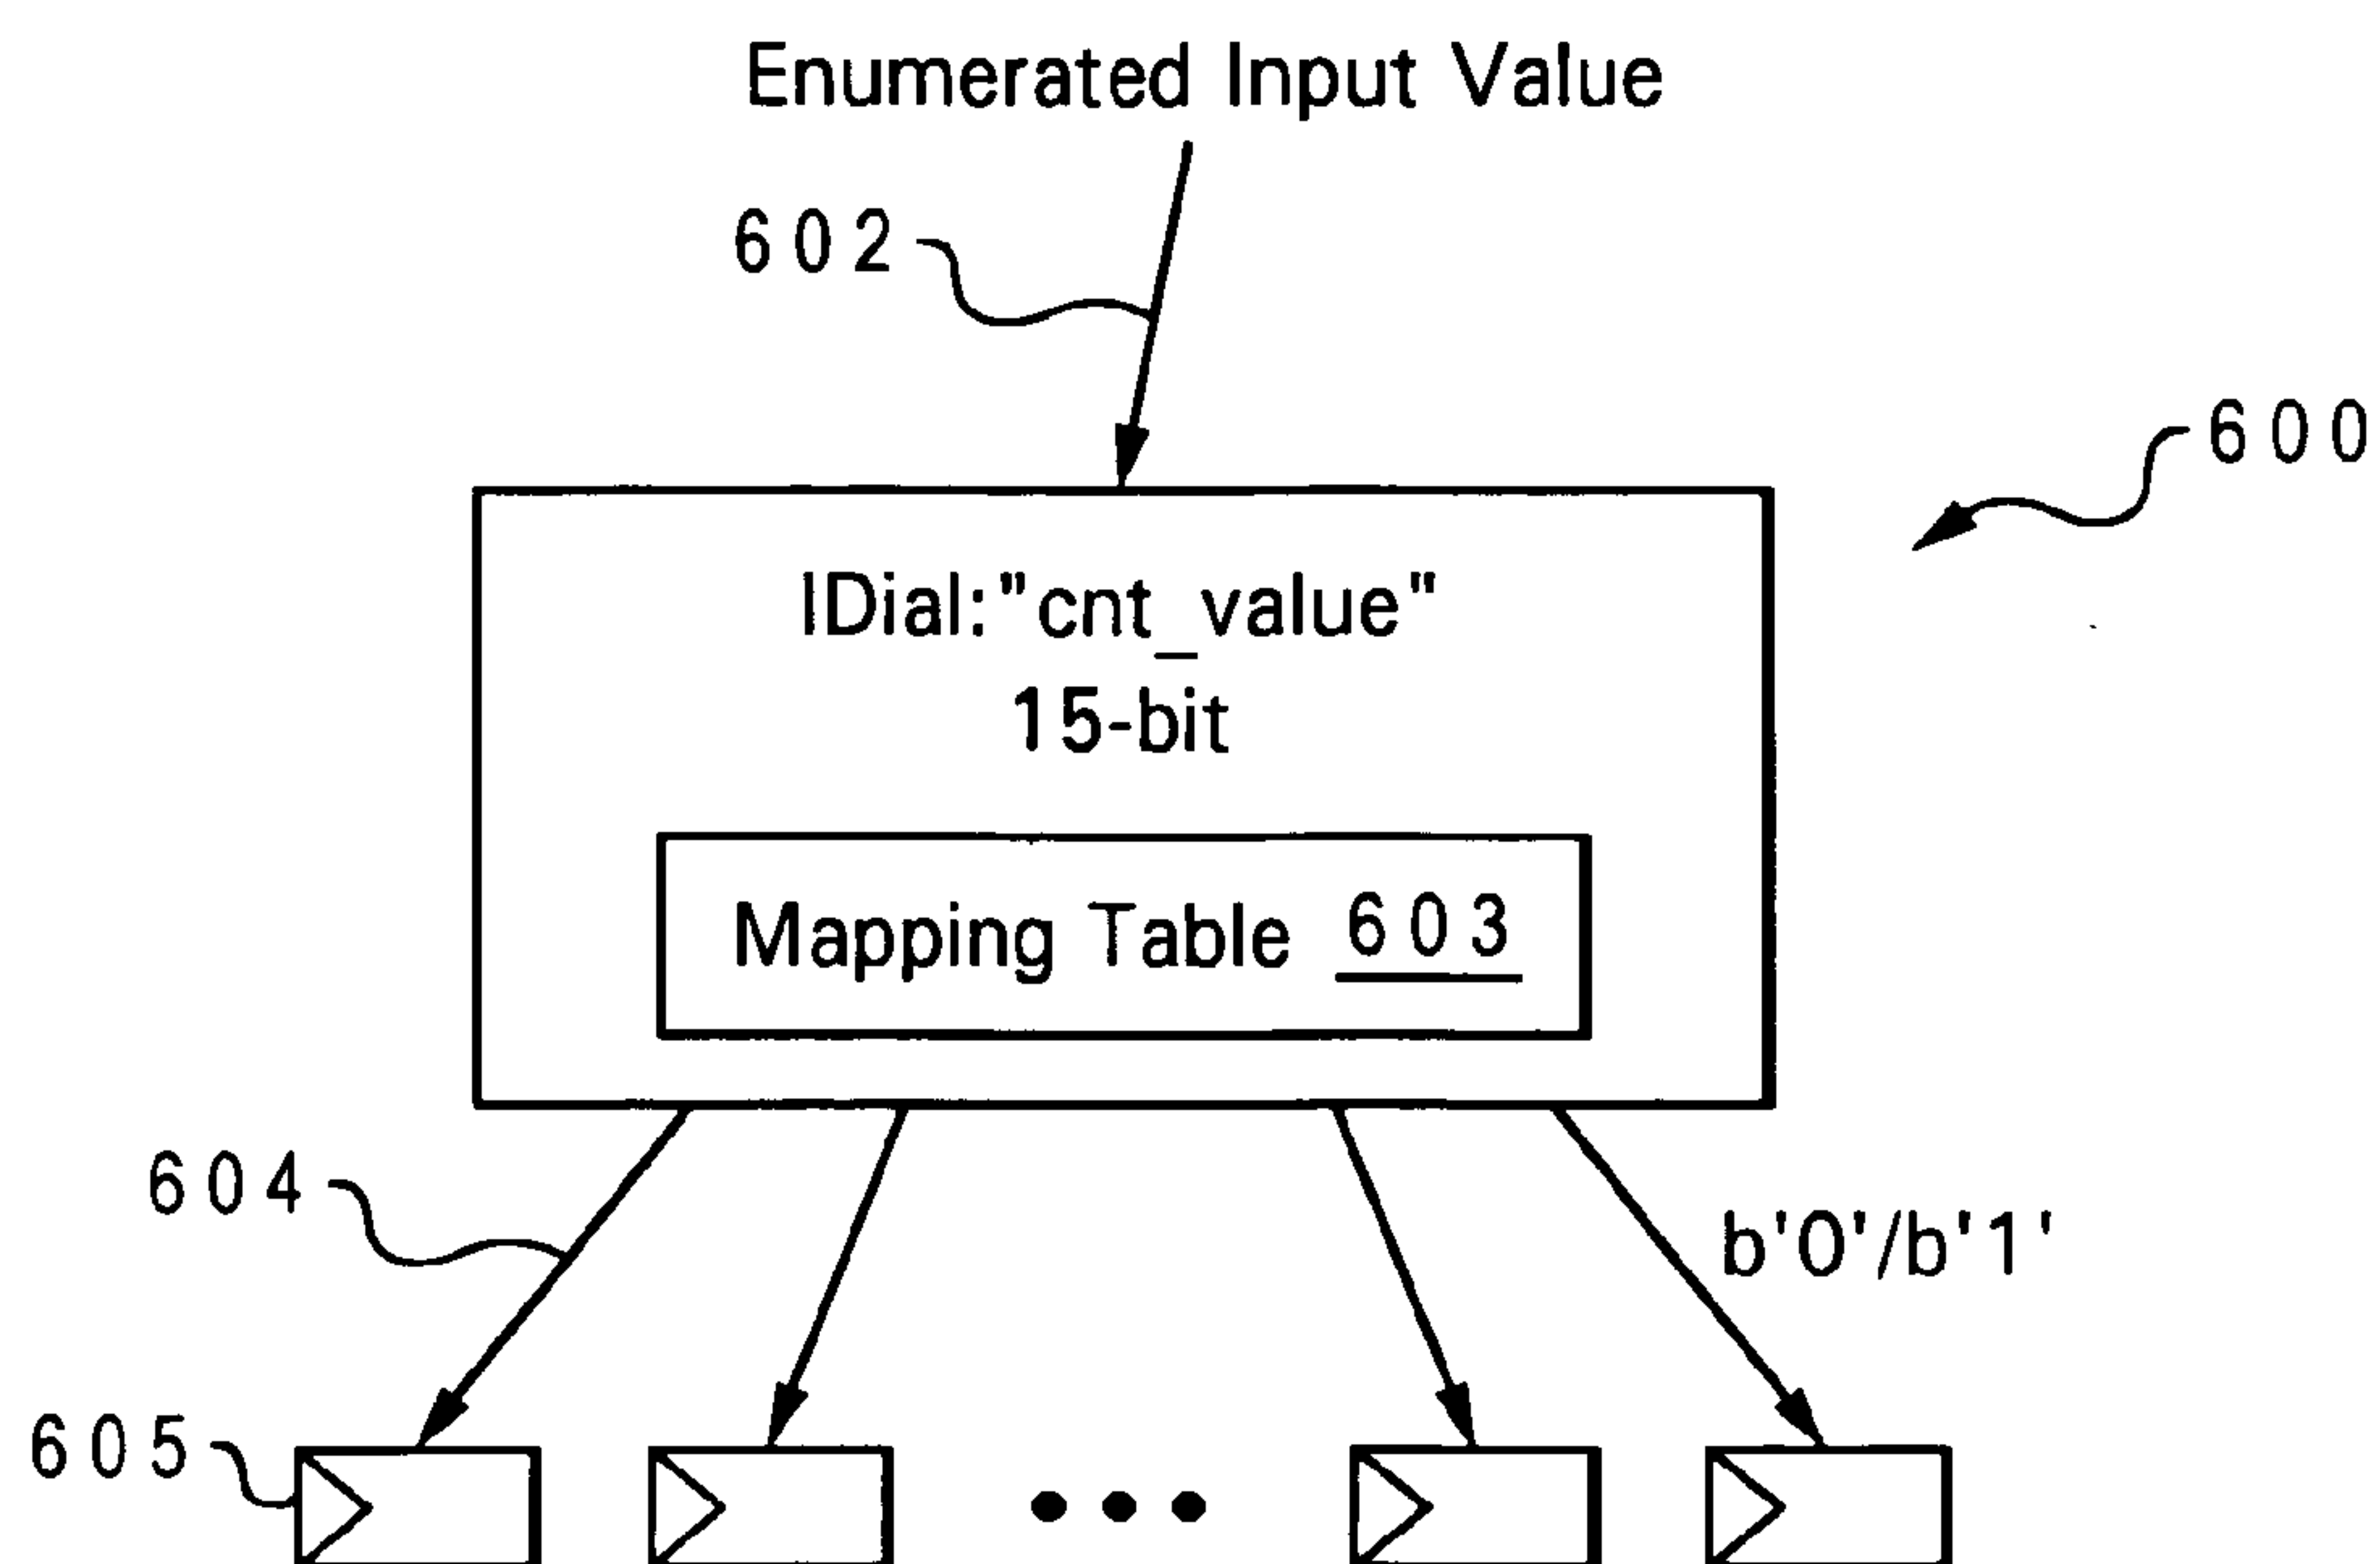 Enumerated Input Value
602
600
IDial:"cnt_value"
15-bit
Mapping Table 603
604
b'0'/b'1'
605